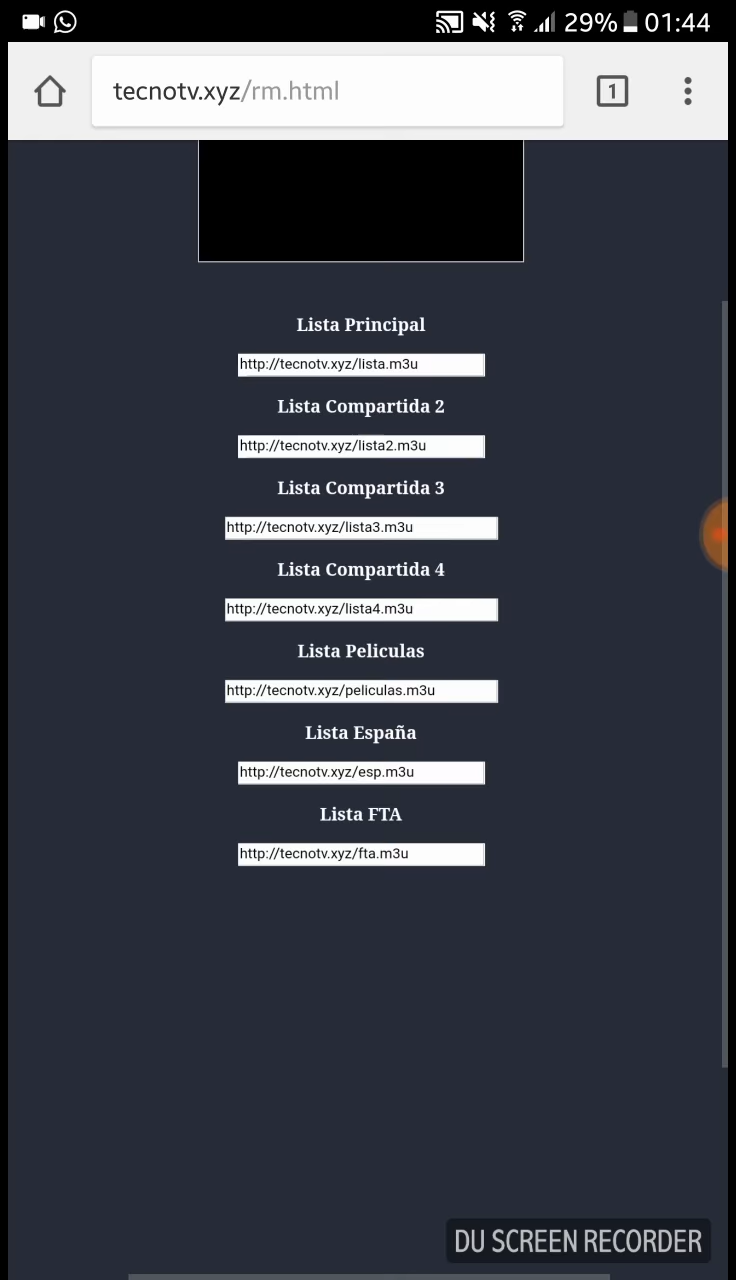 29% 01:44
tecnotv.xyz/rm.html
1
Lista Principal
http://tecnotv.xyz/lista.m3u
Lista Compartida 2
http://tecnotv.xyz/lista2.m3u
Lista Compartida 3
http://tecnotv.xyz/lista3.m3u
Lista Compartida 4
http://tecnotv.xyz/lista4.m3u
Lista Peliculas
http://tecnotv.xyz/peliculas.m3u
Lista España
http://tecnotv.xyz/esp.m3u
Lista FTA
http://tecnotv.xyz/fta.m3u
DU SCREEN RECORDER